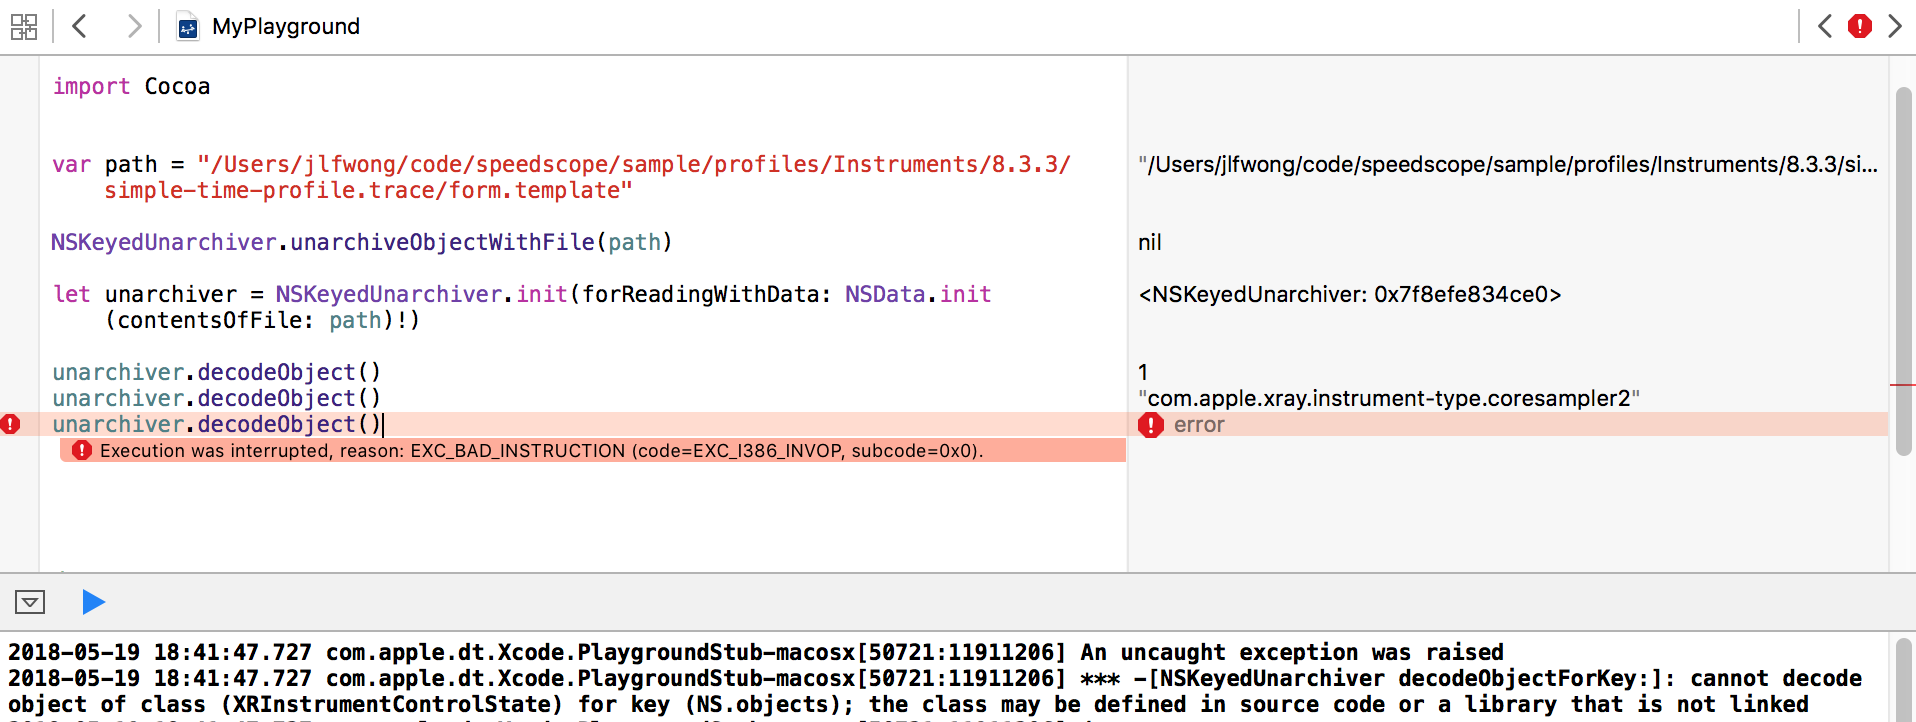 MyPlayground
import Cocoa
var path = "/Users/jlfwong/code/speedscope/sample/profiles/Instruments/8.3.3/
simple-time-profile.trace/form.template"
"/Users/jlfwong/code/speedscope/sample/profiles/Instruments/8.3.3/si...
NSKeyedUnarchiver.unarchiveObjectWithFile(path)
nil
let unarchiver = NSKeyedUnarchiver.init(forReadingWithData: NSData.init
(contentsOfFile: path)!)
<NSKeyedUnarchiver: 0x7f8efe834ce0>
unarchiver.decodeObject()
1
unarchiver.decodeObject()
"com.apple.xray.instrument-type.coresampler2"
unarchiver.decodeObject()
error
Execution was interrupted, reason: EXC_BAD_INSTRUCTION (code=EXC_I386_INVOP, subcode=0x0).
2018-05-19 18:41:47.727 com.apple.dt.Xcode.PlaygroundStub-macosx[50721:11911206] An uncaught exception was raised
2018-05-19 18:41:47.727 com.apple.dt.Xcode.PlaygroundStub-macosx[50721:11911206] *** -[NSKeyedUnarchiver decodeObjectForKey:]: cannot decode
object of class (XRInstrumentControlState) for key (NS.objects); the class may be defined in source code or a library that is not linked